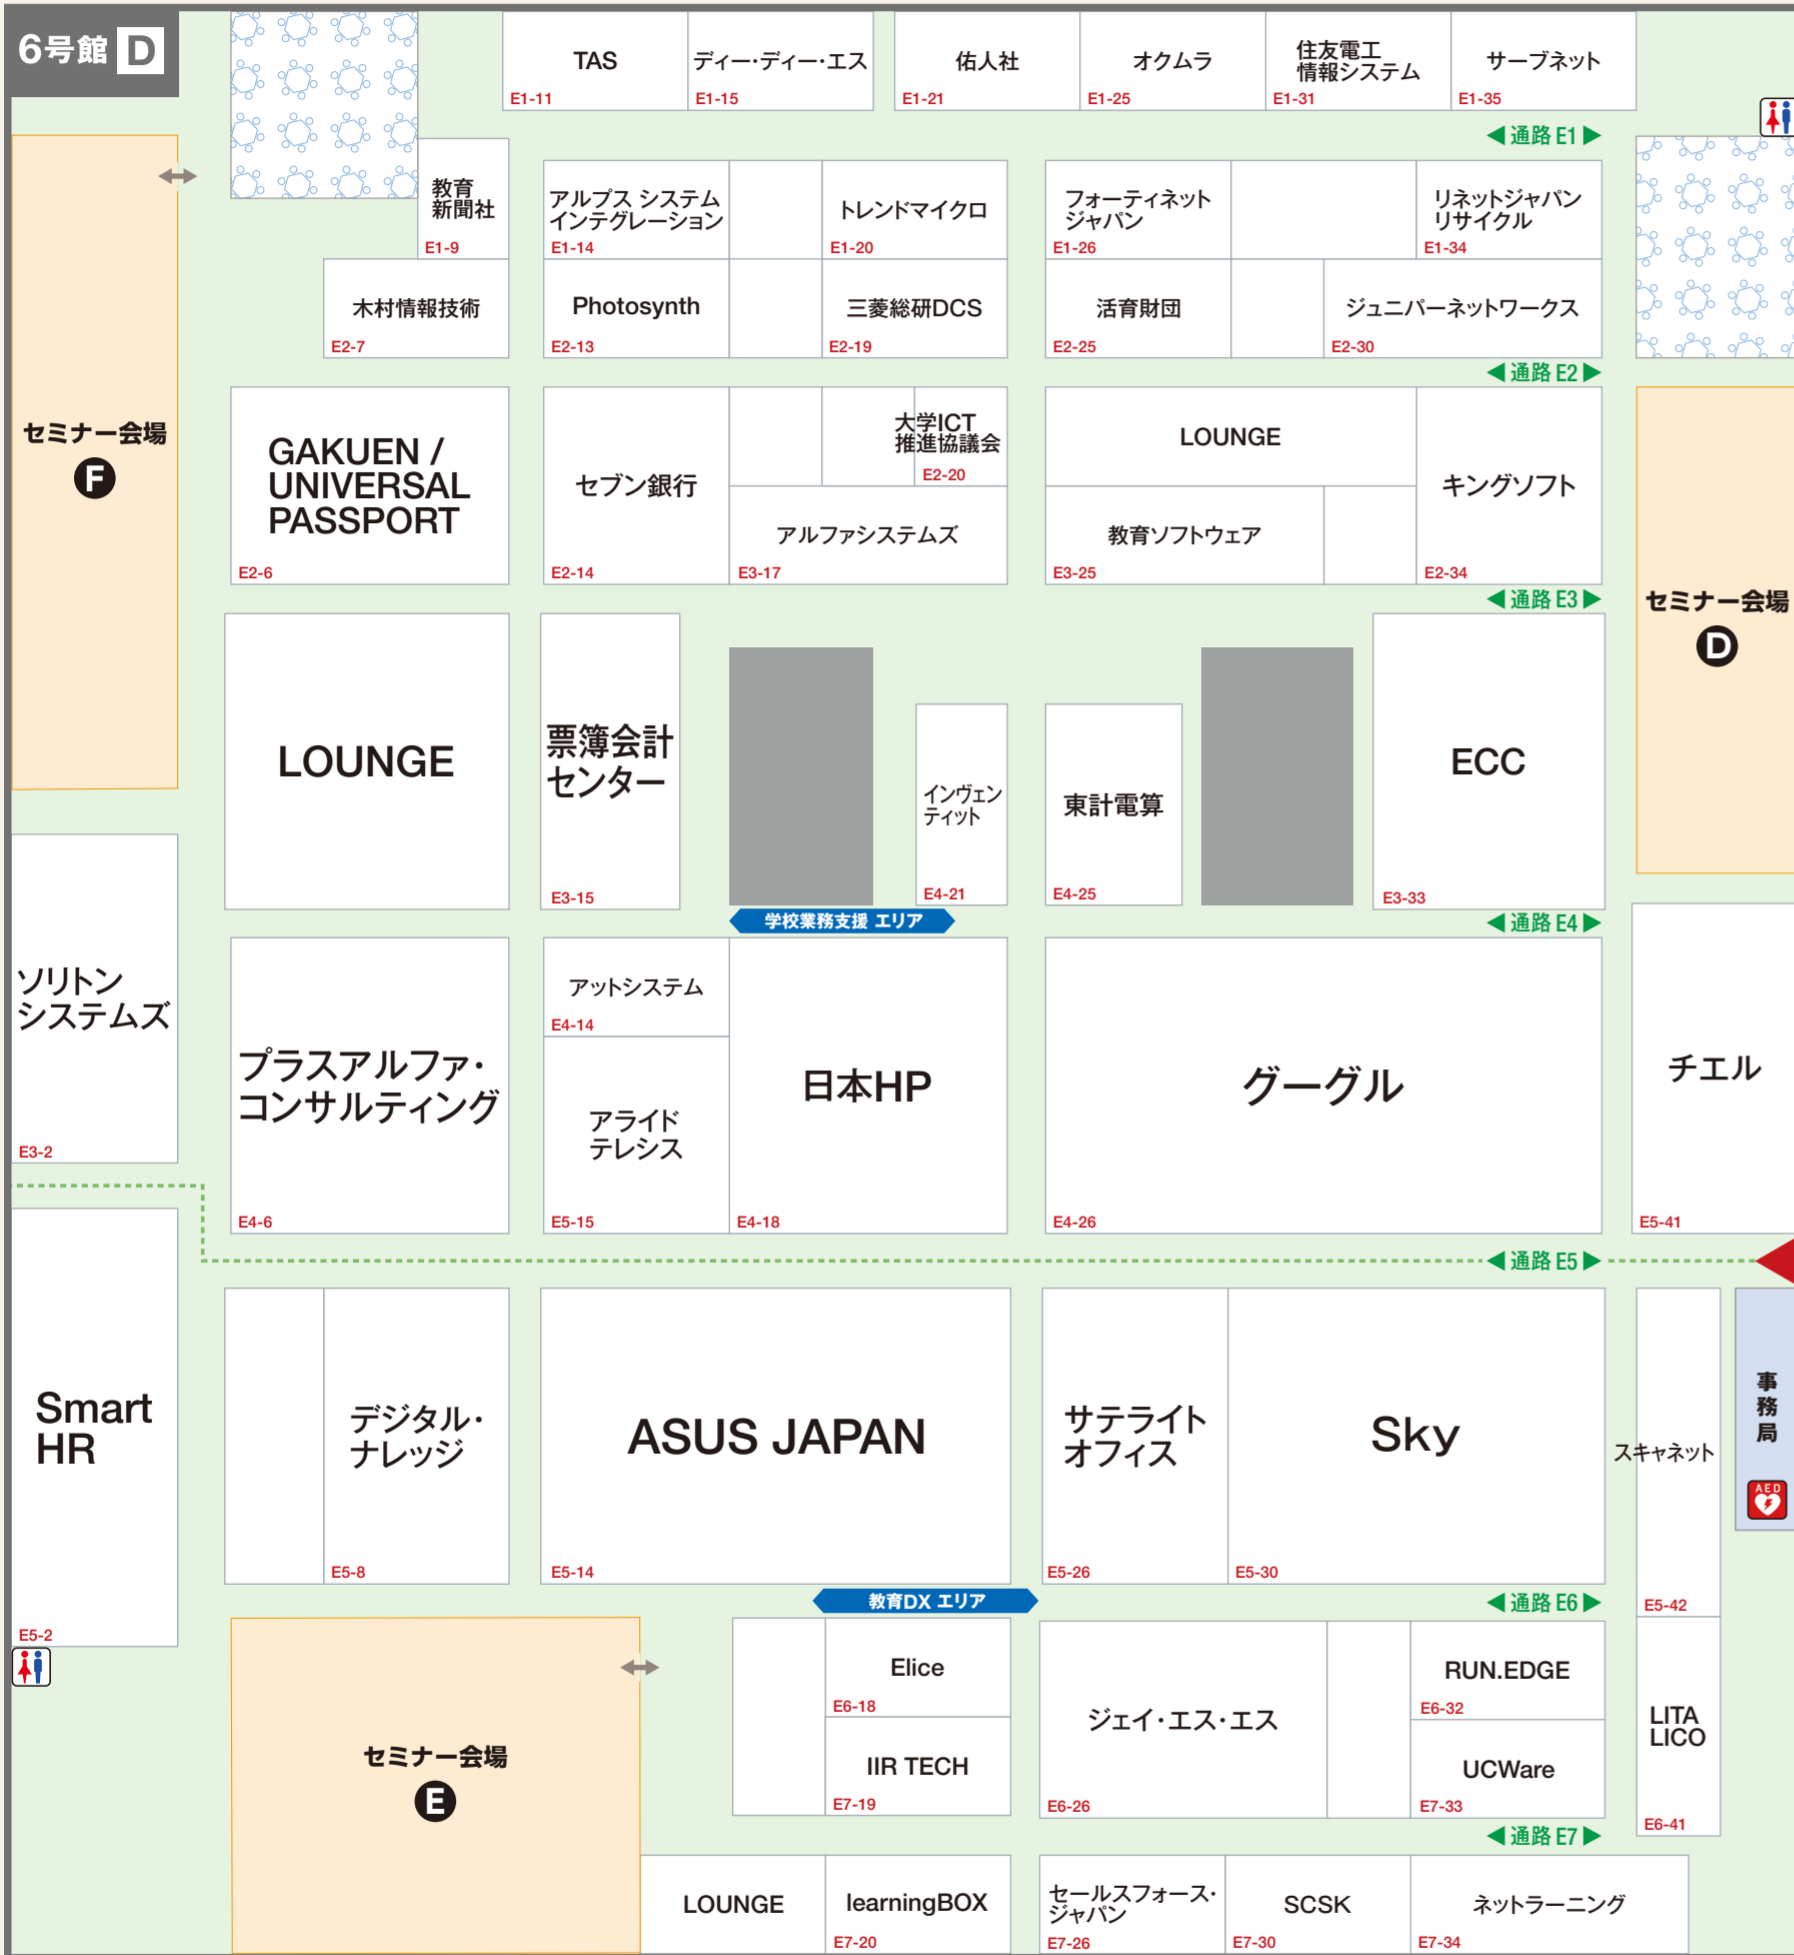 6号館 D
TAS
E1-11
ディー・ディー・エス
E1-15
佑人社
E1-21
オクムラ
E1-25
住友電工
情報システム
E1-31
サーブネット
E1-35
通路 E1
教育
新聞社
E1-9
アルプス システム
インテグレーション
E1-14
トレンドマイクロ
E1-20
フォーティネット
ジャパン
E1-26
リネットジャパン
リサイクル
E1-34
木村情報技術
E2-7
Photosynth
E2-13
三菱総研DCS
E2-19
活育財団
E2-25
ジュニパーネットワークス
E2-30
通路 E2
セミナー会場
F
GAKUEN /
UNIVERSAL
PASSPORT
E2-6
セブン銀行
E2-14
大学ICT
推進協議会
E2-20
アルファシステムズ
E3-17
LOUNGE
教育ソフトウェア
E3-25
キングソフト
E2-34
通路 E3
セミナー会場
D
LOUNGE
票簿会計
センター
E3-15
インヴェン
ティット
E4-21
東計電算
E4-25
ECC
E3-33
学校業務支援 エリア
通路 E4
ソリトン
システムズ
E3-2
プラスアルファ・
コンサルティング
E4-6
アットシステム
E4-14
アライド
テレシス
E5-15
日本HP
E4-18
グーグル
E4-26
チエル
E5-41
通路 E5
Smart
HR
E5-2
デジタル・
ナレッジ
E5-8
ASUS JAPAN
E5-14
サテライト
オフィス
E5-26
Sky
E5-30
スキャネット
E5-42
事務局
AED
教育DX エリア
通路 E6
セミナー会場
E
Elice
E6-18
IIR TECH
E7-19
ジェイ・エス・エス
E6-26
RUN.EDGE
E6-32
UCWare
E7-33
LITA
LICO
E6-41
通路 E7
LOUNGE
learningBOX
E7-20
セールスフォース・
ジャパン
E7-26
SCSK
E7-30
ネットラーニング
E7-34